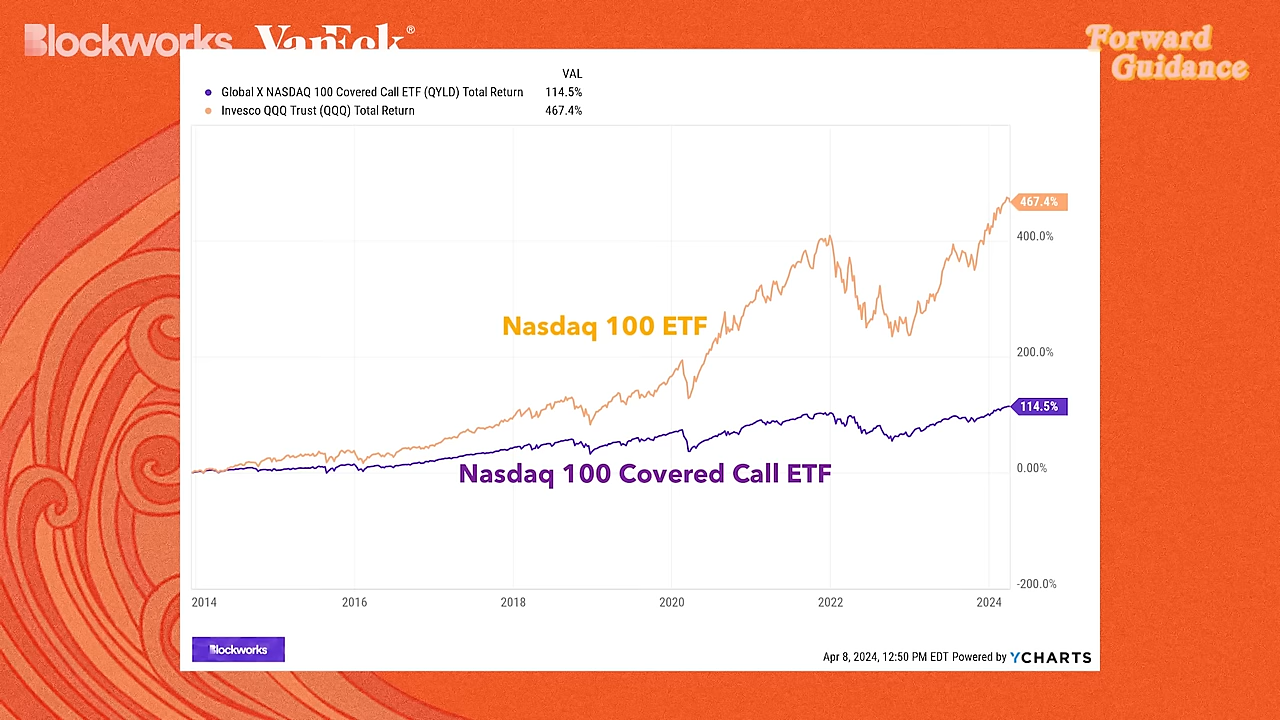 Blockworks VanEck®
Forward
Guidance
VAL
Global X NASDAQ 100 Covered Call ETF (QYLD) Total Return 114.5%
Invesco QQQ Trust (QQQ) Total Return 467.4%
467.4%
400.0%
Nasdaq 100 ETF
200.0%
114.5%
Nasdaq 100 Covered Call ETF
0.00%
-200.0%
2014 2016 2018 2020 2022 2024
Blockworks
Apr 8, 2024, 12:50 PM EDT Powered by YCHARTS